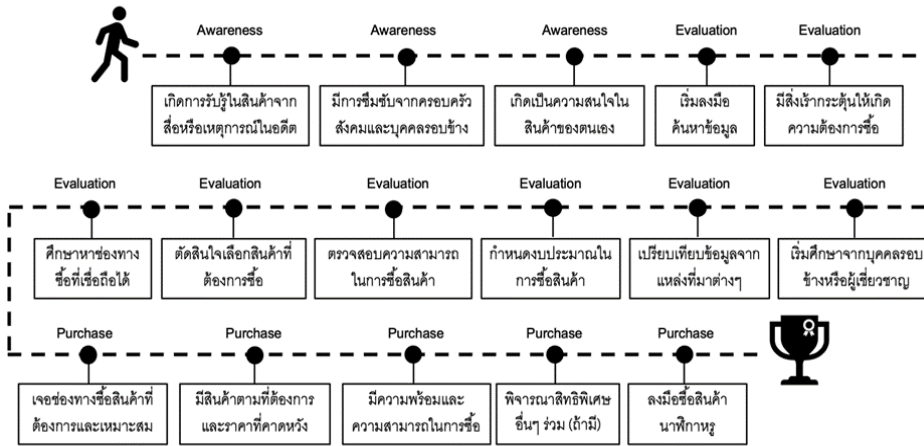 Awareness
Awareness
Awareness
Evaluation
Evaluation
เกิดการรับรู้ในสินค้าจาก
สื่อหรือเหตุการณ์ในอดีต
มีการซึมซับจากครอบครัว
สังคมและบุคคลรอบข้าง
เกิดเป็นความสนใจใน
สินค้าของตนเอง
เริ่มลงมือ
ค้นหาข้อมูล
มีสิ่งเร้ากระตุ้นให้เกิด
ความต้องการซื้อ
Evaluation
Evaluation
Evaluation
Evaluation
Evaluation
Evaluation
ศึกษาหาช่องทาง
ซื้อที่เชื่อถือได้
ตัดสินใจเลือกสินค้าที่
ต้องการซื้อ
ตรวจสอบความสามารถ
ในการซื้อสินค้า
กำหนดงบประมาณใน
การซื้อสินค้า
เปรียบเทียบข้อมูลจาก
แหล่งที่มาต่างๆ
เริ่มศึกษาจากบุคคลรอบ
ข้างหรือผู้เชี่ยวชาญ
Purchase
Purchase
Purchase
Purchase
Purchase
เจอช่องทางซื้อสินค้าที่
ต้องการและเหมาะสม
มีสินค้าตามที่ต้องการ
และราคาที่คาดหวัง
มีความพร้อมและ
ความสามารถในการซื้อ
พิจารณาสิทธิพิเศษ
อื่นๆ ร่วม (ถ้ามี)
ลงมือซื้อสินค้า
นาฬิกาหรู